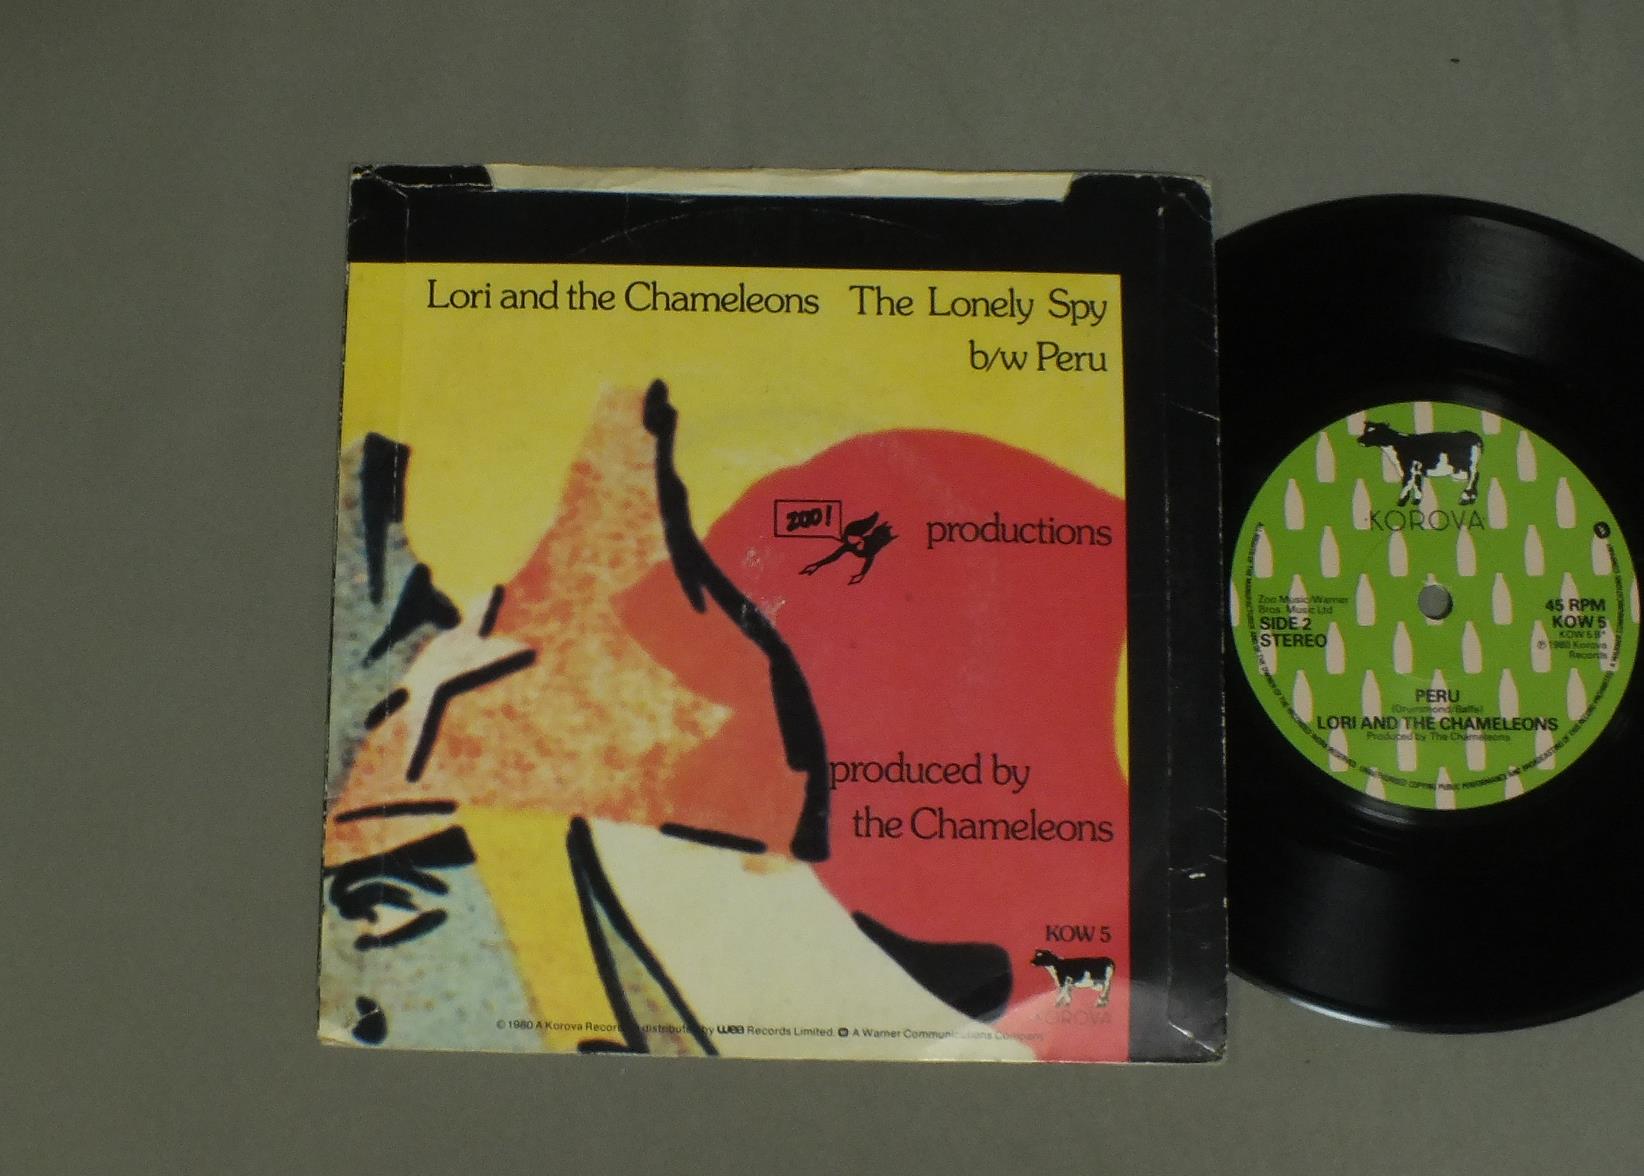 Lori and the Chameleons The Lonely Spy
b/w Peru
ZOO!
productions
produced by
the Chameleons
KOW 5
KOROVA
© 1980 A Korova Record distributed by wea Records Limited. A Warner Communications Company
KOROVA
Zoo Music/Warner
Bros. Music Ltd
SIDE 2
STEREO
45 RPM
KOW 5
KOW 5 B
℗ 1980 Korova
Records
PERU
(Drummond/Balfe)
LORI AND THE CHAMELEONS
Produced by The Chameleons